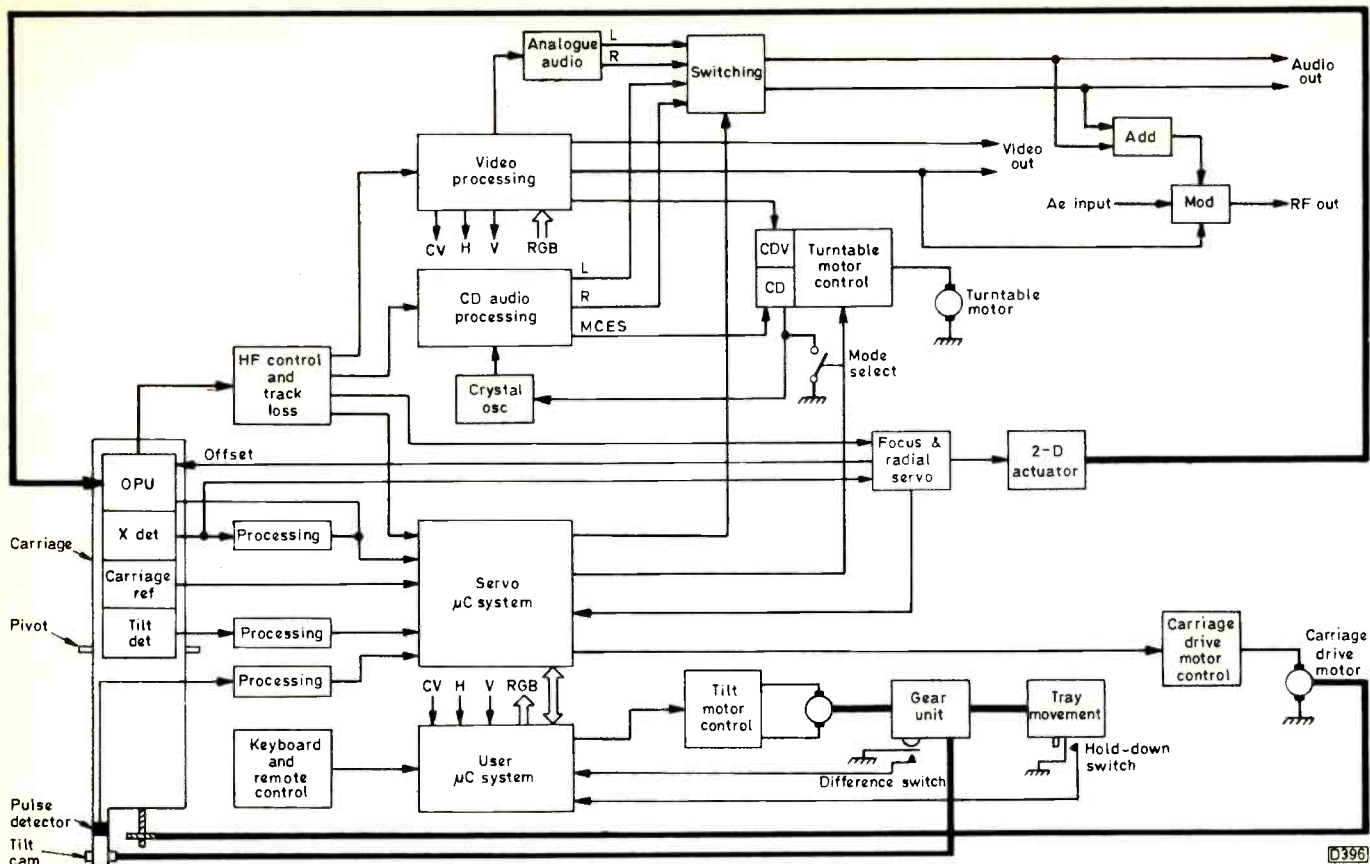 L
Analogue
audio
R
Switching
Audio
out
Add
Video
processing
Video
out
Ae input
Mod
RF out
CV
H
V
RGB
CDV
CD
Turntable
motor
control
L
CD audio
processing
R
MCES
Turntable
motor
HF control
and
track
loss
Crystal
osc
Mode
select
Offset
Focus &
radial
servo
2-D
actuator
OPU
X det
Processing
Carriage
Carriage
ref
Servo
µC system
Tilt
det
Processing
Pivot
Processing
Carriage
drive
motor
control
Carriage
drive
motor
CV
H
V
RGB
Tilt
motor
control
Gear
unit
Tray
movement
Keyboard
and
remote
control
User
µC system
Hold-down
switch
Difference switch
Pulse
detector
Tilt
cam
D396